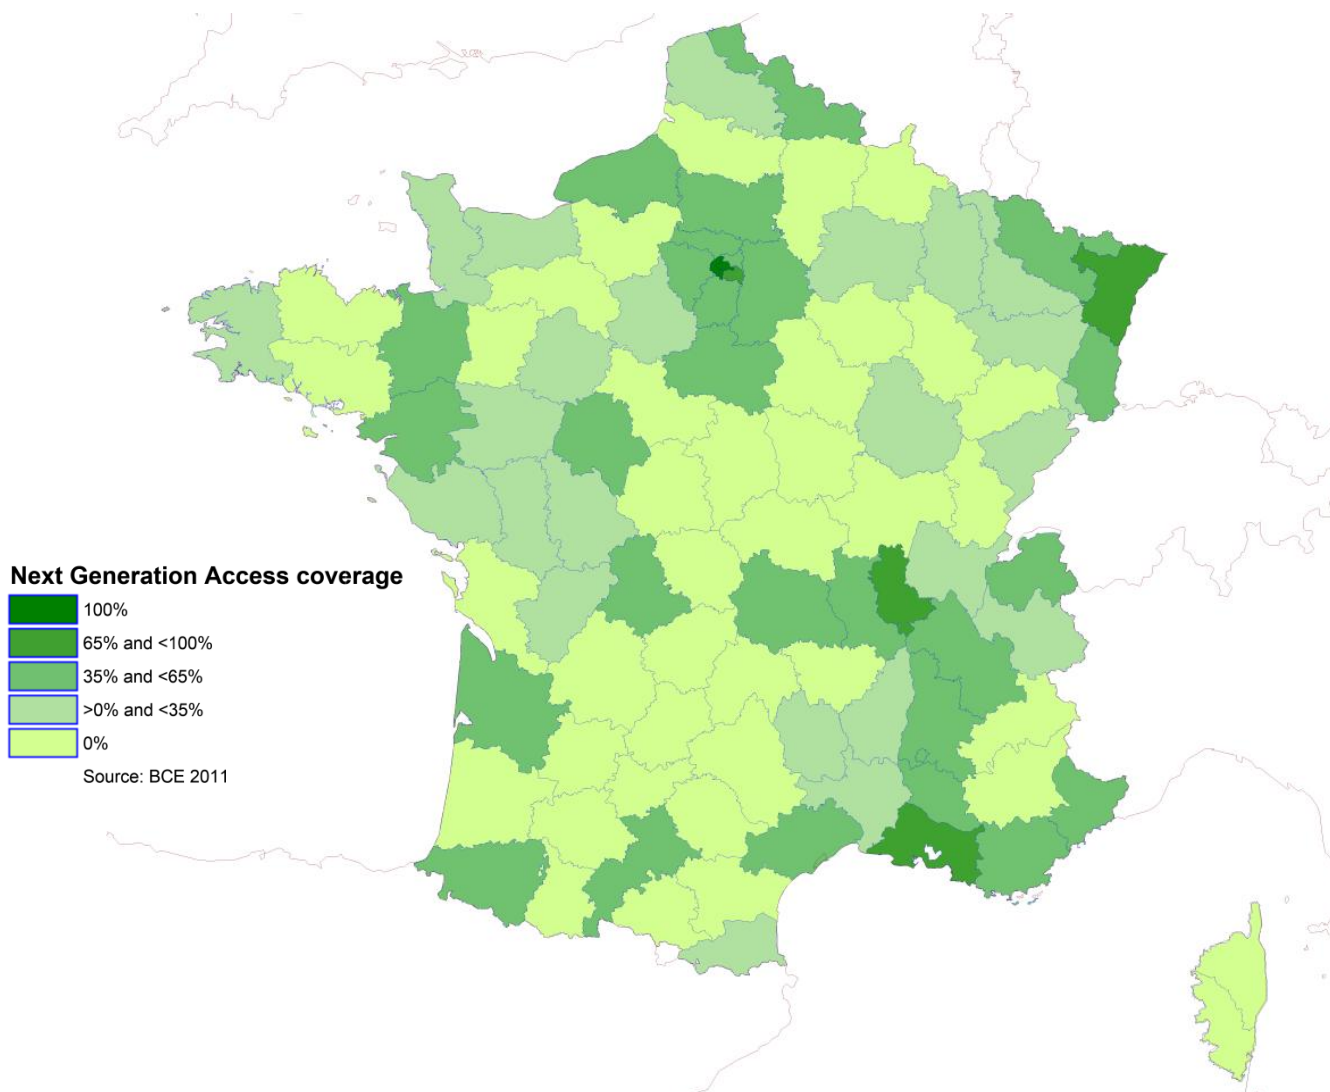 Next Generation Access coverage
100%
65% and <100%
35% and <65%
>0% and <35%
0%
Source: BCE 2011